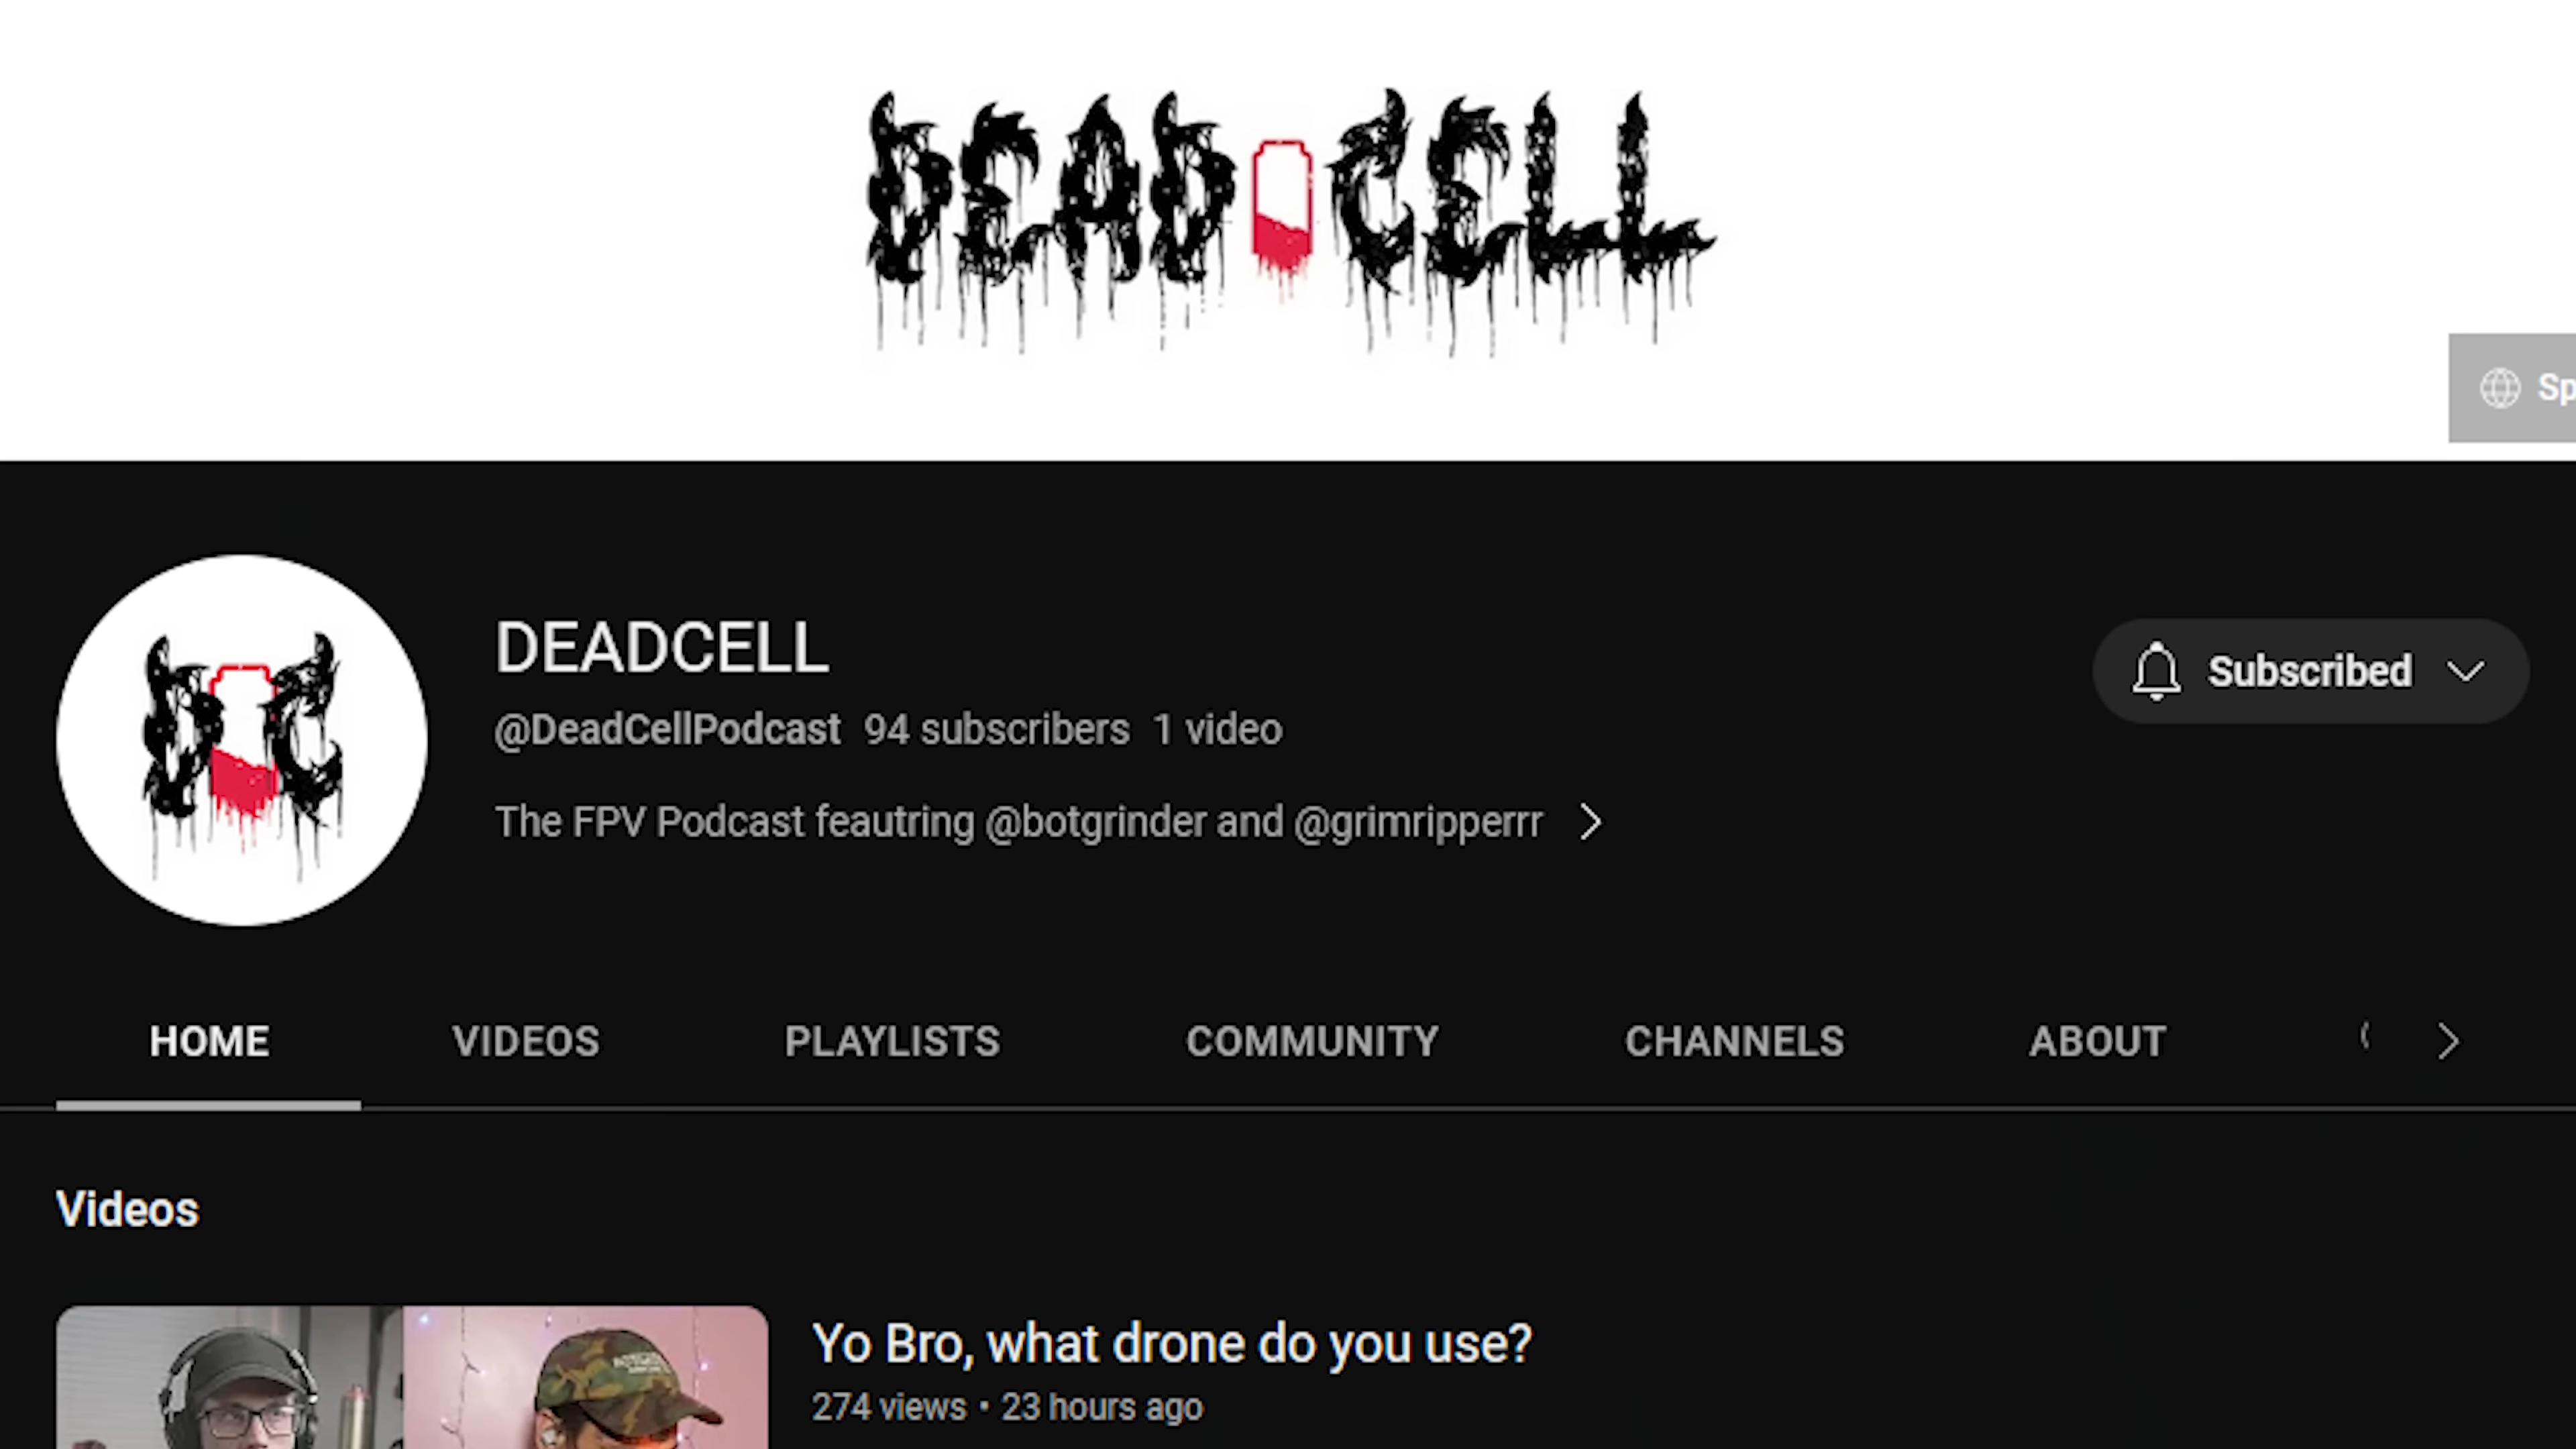 DEAD CELL
DC
DEADCELL
@DeadCellPodcast 94 subscribers 1 video
The FPV Podcast feautring @botgrinder and @grimripperrr
Subscribed
HOME VIDEOS PLAYLISTS COMMUNITY CHANNELS ABOUT
Videos
Yo Bro, what drone do you use?
274 views • 23 hours ago